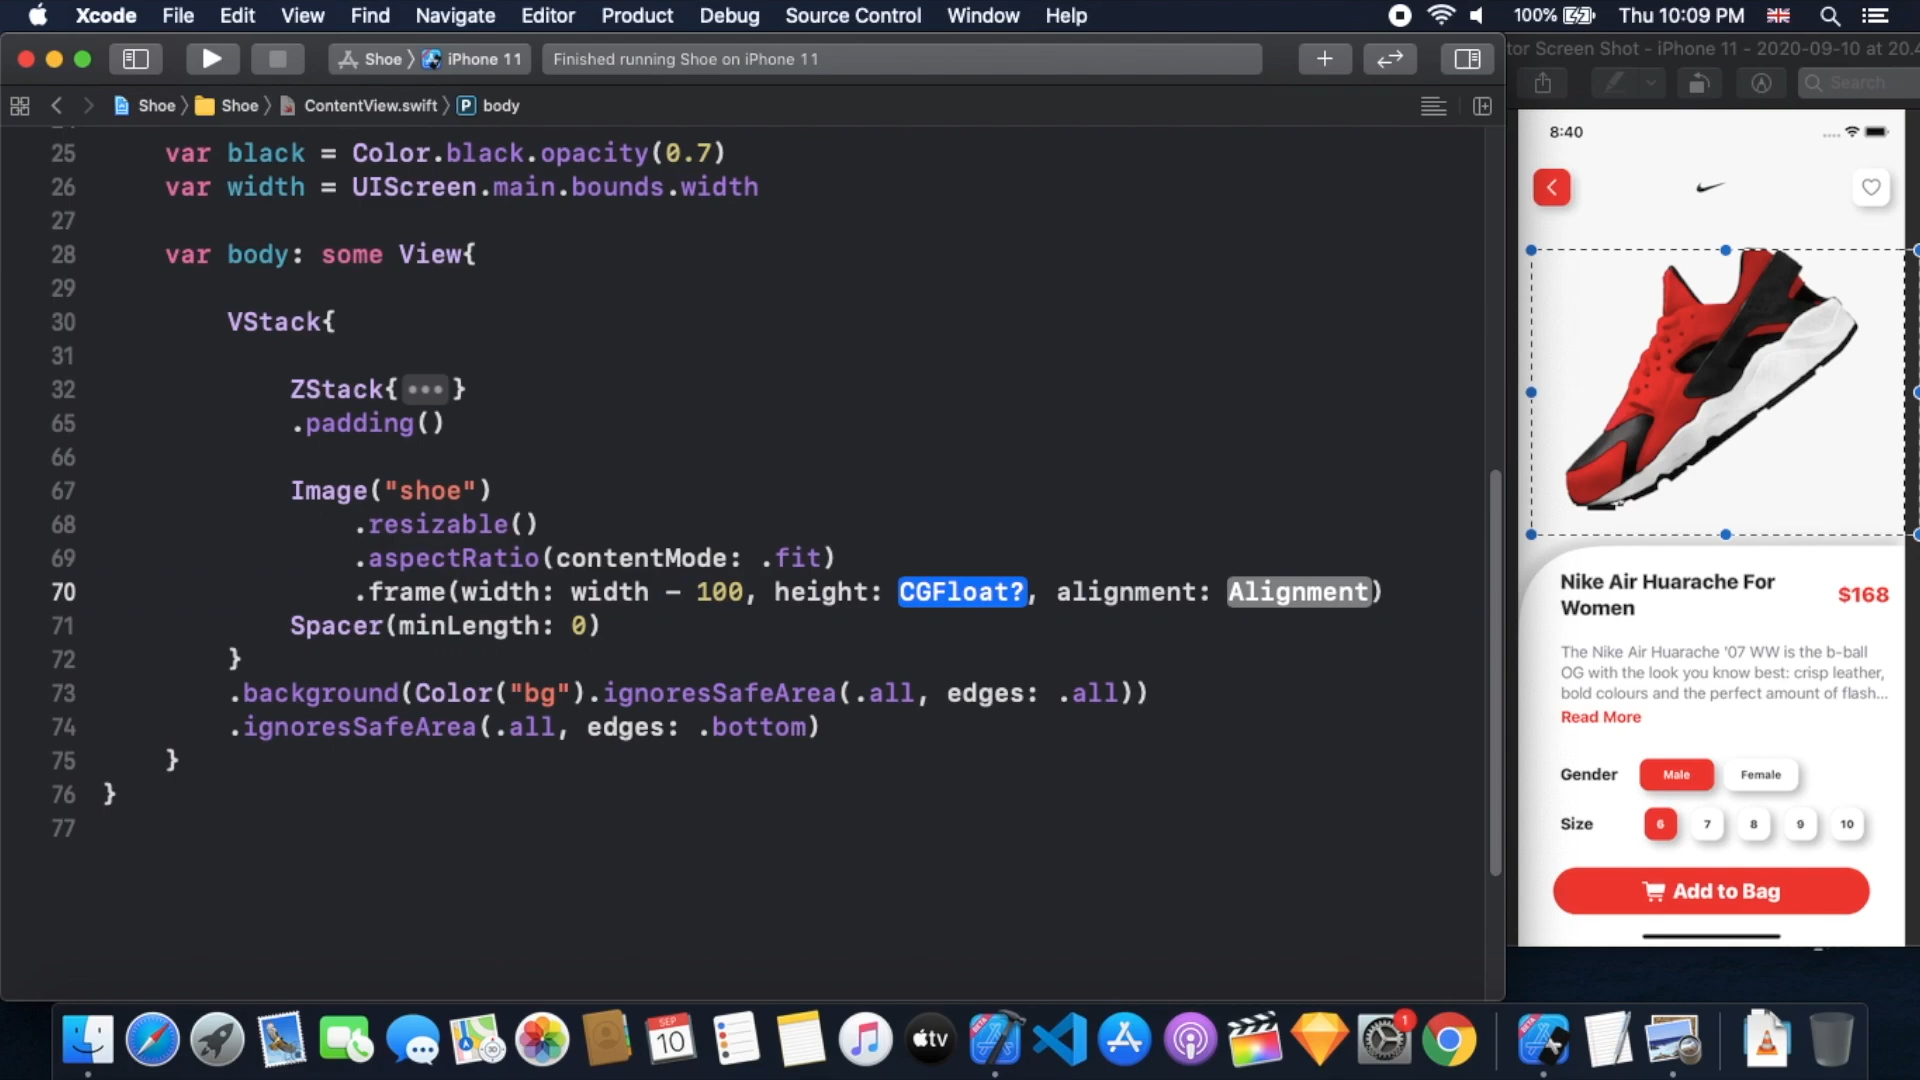 Xcode File Edit View Find Navigate Editor Product Debug Source Control Window Help 100% Thu 10:09 PM
Shoe 〉 iPhone 11 Finished running Shoe on iPhone 11
tor Screen Shot - iPhone 11 - 2020-09-10 at 20.4
Search
Shoe 〉 Shoe 〉 ContentView.swift 〉 P body
25 var black = Color.black.opacity(0.7)
26 var width = UIScreen.main.bounds.width
27
28 var body: some View{
29
30 VStack{
31
32 ZStack{•••}
65 .padding()
66
67 Image("shoe")
68 .resizable()
69 .aspectRatio(contentMode: .fit)
70 .frame(width: width - 100, height: CGFloat?, alignment: Alignment)
71 Spacer(minLength: 0)
72 }
73 .background(Color("bg").ignoresSafeArea(.all, edges: .all))
74 .ignoresSafeArea(.all, edges: .bottom)
75 }
76 }
77
8:40
Nike Air Huarache For
Women
$168
The Nike Air Huarache '07 WW is the b-ball
OG with the look you know best: crisp leather,
bold colours and the perfect amount of flash...
Read More
Gender Male Female
Size 6 7 8 9 10
Add to Bag
SEP
10
tv
1